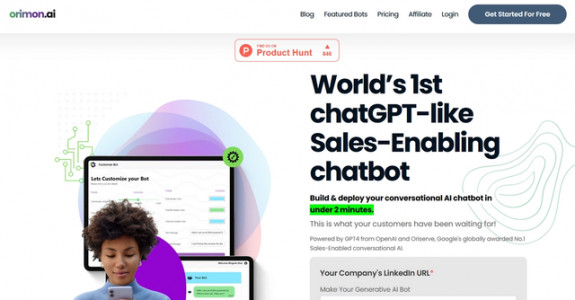 orimon.ai
Blog Featured Bots Pricing Affiliate Login Get Started For Free
FIND US ON
Product Hunt
World's 1st
chatGPT-like
Sales-Enabling
chatbot
Build & deploy your conversational AI chatbot in
under 2 minutes.
This is what your customers have been waiting for!
Powered by GPT4 from OpenAI and Oriserve, Google's globally awarded No.1
Sales-Enabled conversational AI.
Your Company's LinkedIn URL*
Make Your Generative AI Bot
Customize Bot
Lets Customize your Bot